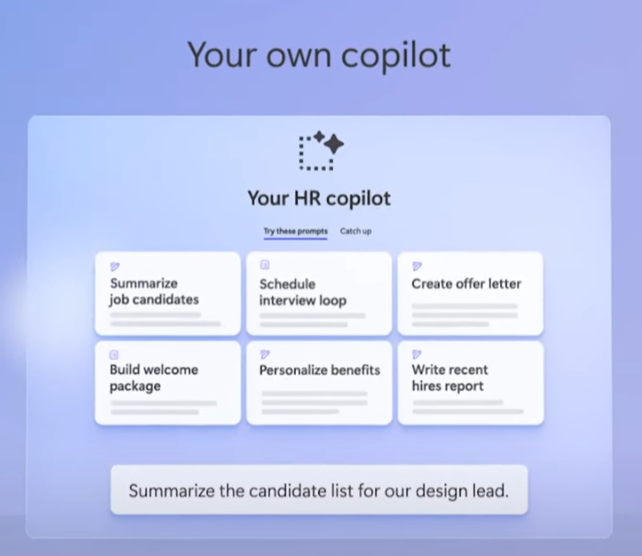 Your own copilot
Your HR copilot
Try these prompts Catch up
Summarize
job candidates
Schedule
interview loop
Create offer letter
Build welcome
package
Personalize benefits
Write recent
hires report
Summarize the candidate list for our design lead.